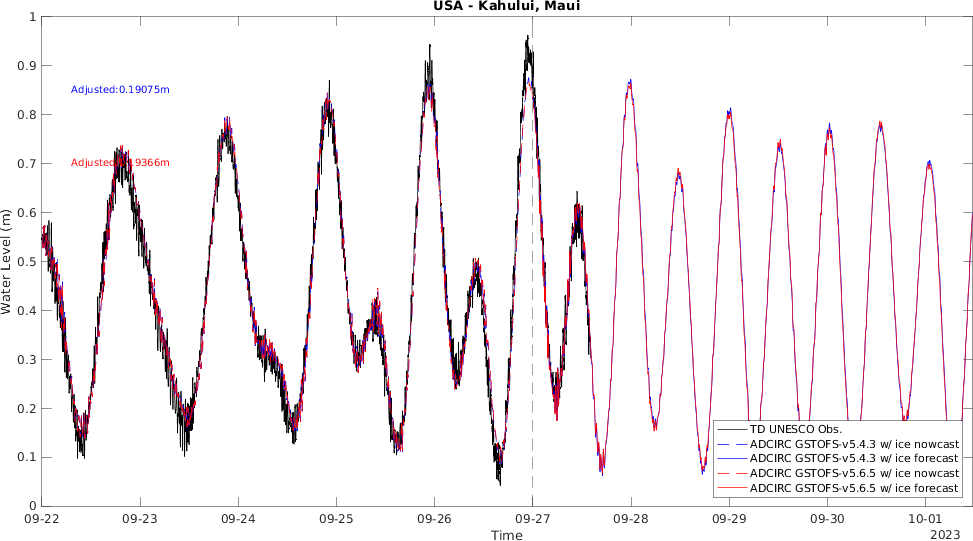 USA - Kahului, Maui
Water Level (m)
1
0.9
0.8
0.7
0.6
0.5
0.4
0.3
0.2
0.1
0
Adjusted:0.19075m
Adjusted:0.19366m
TD UNESCO Obs.
ADCIRC GSTOFS-v5.4.3 w/ ice nowcast
ADCIRC GSTOFS-v5.4.3 w/ ice forecast
ADCIRC GSTOFS-v5.6.5 w/ ice nowcast
ADCIRC GSTOFS-v5.6.5 w/ ice forecast
09-22 09-23 09-24 09-25 09-26 09-27 09-28 09-29 09-30 10-01
Time
2023